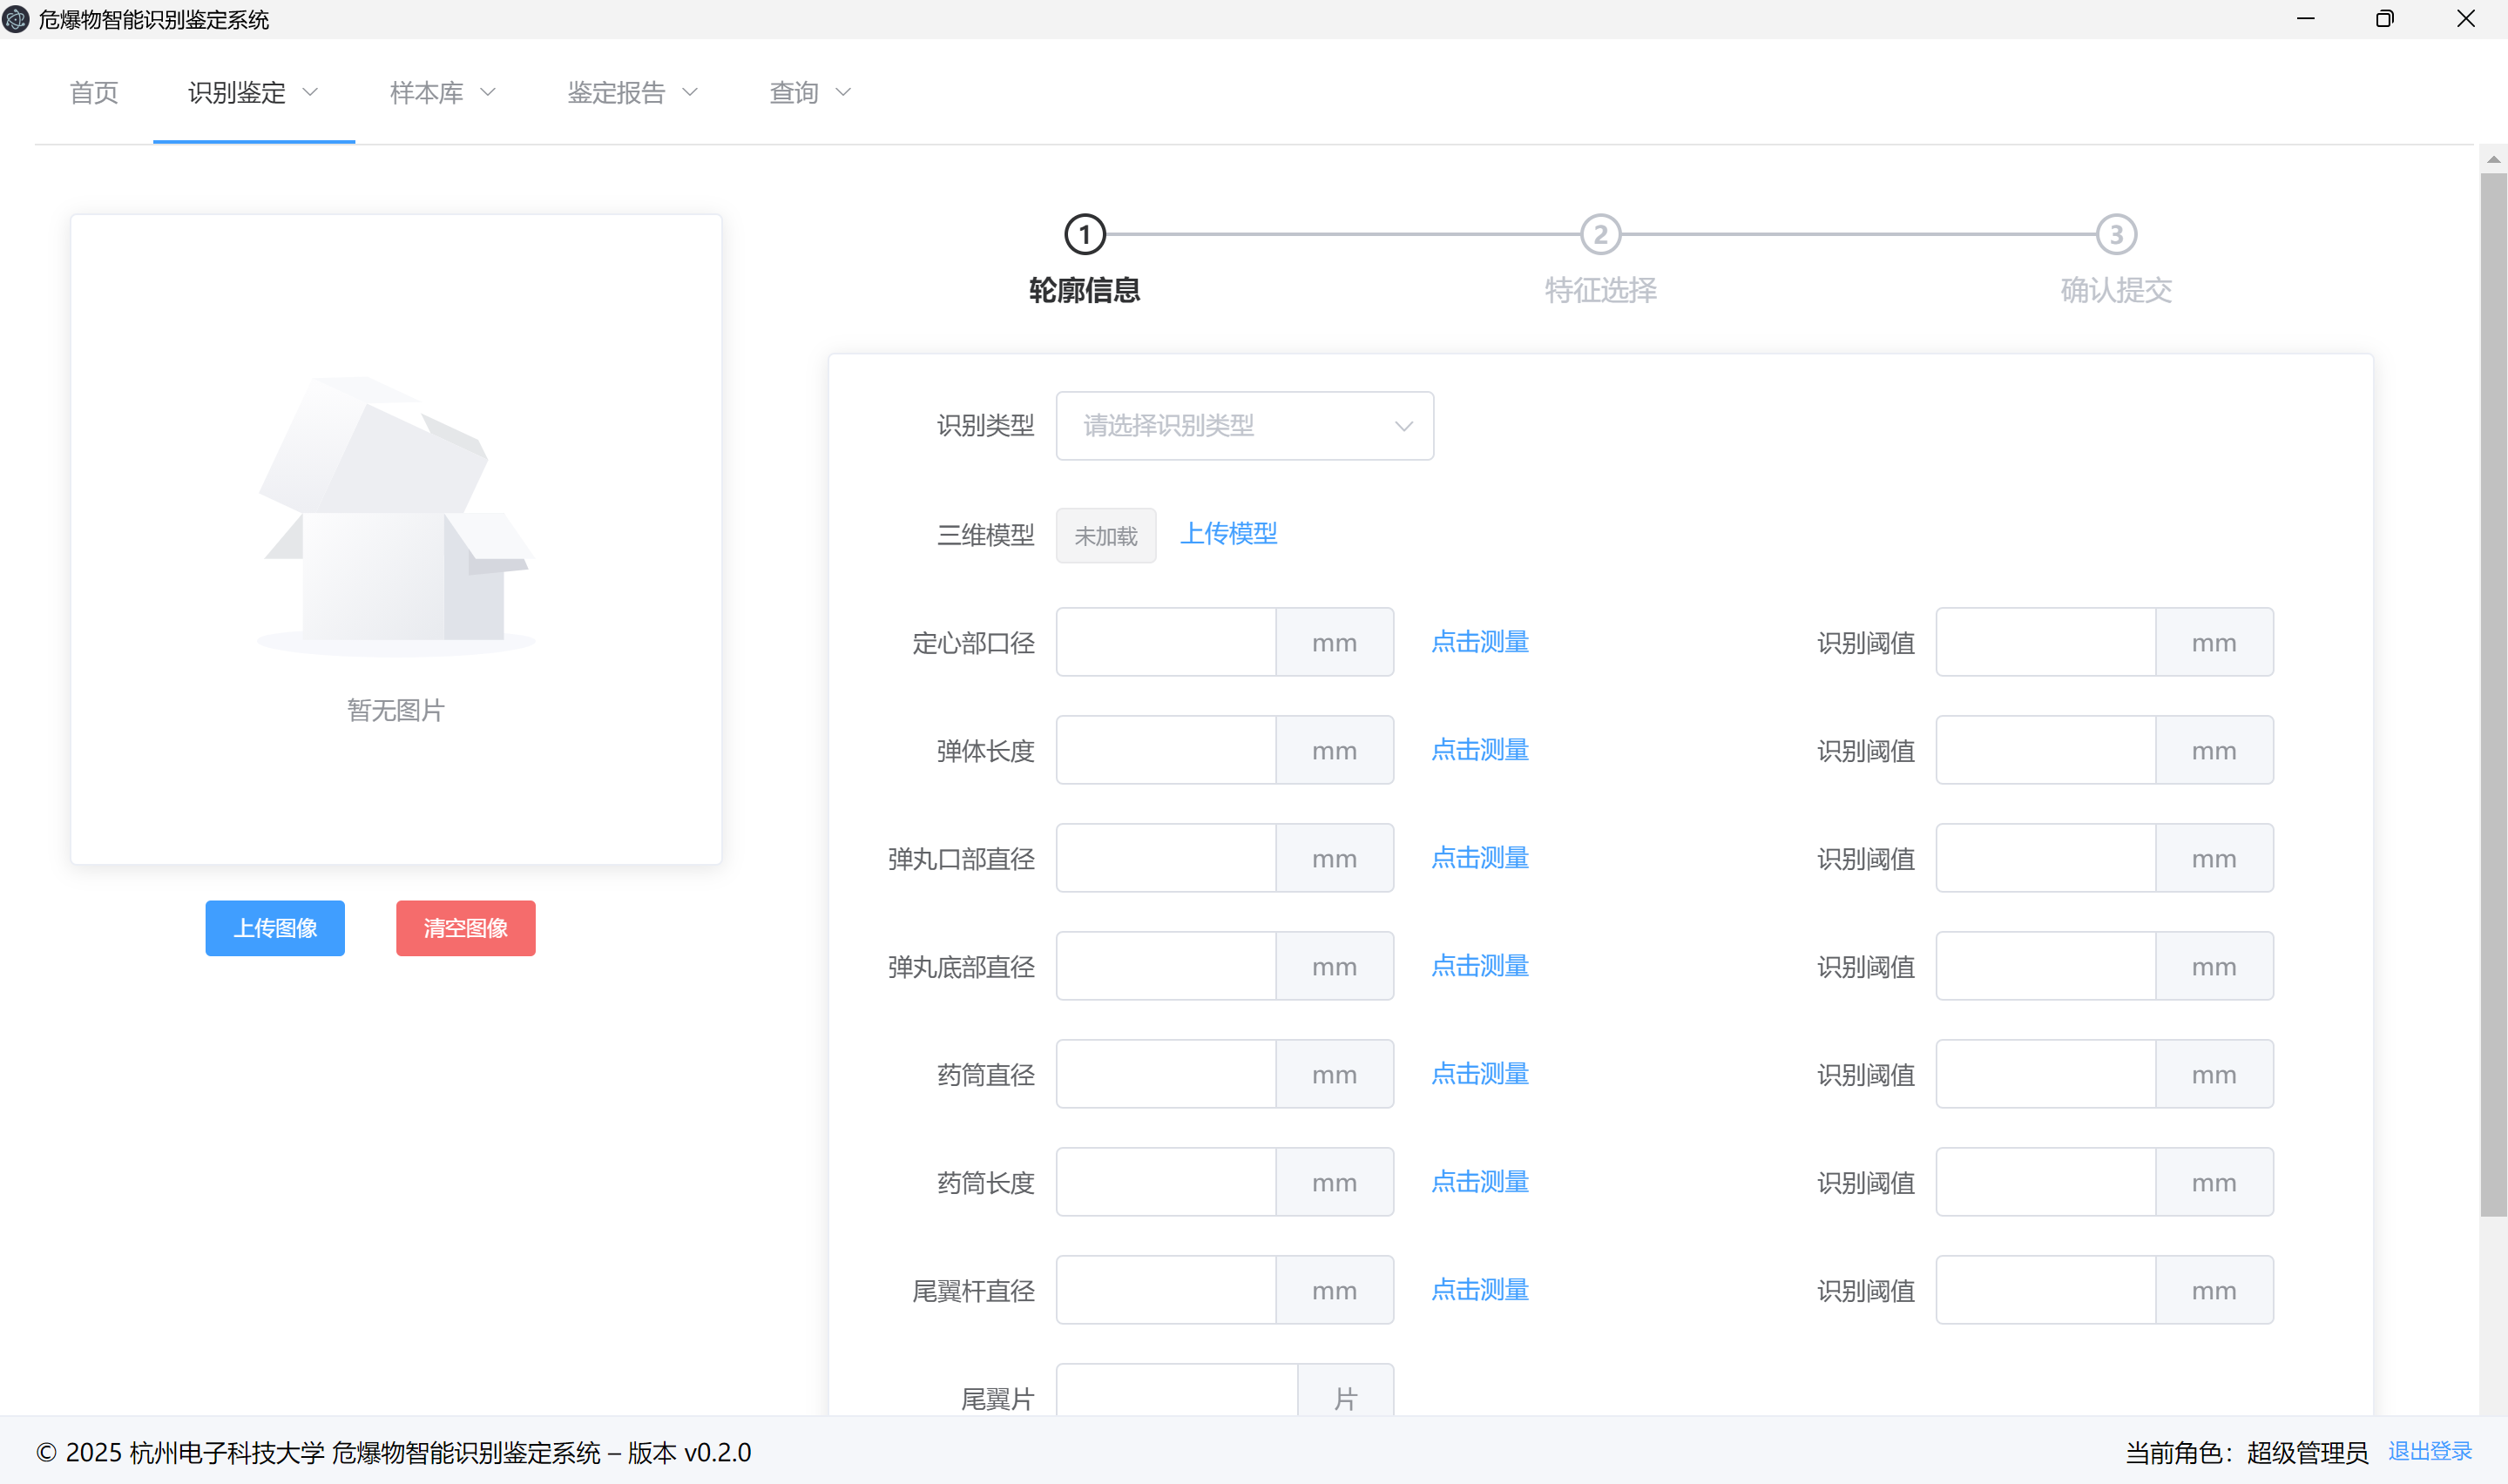 危爆物智能识别鉴定系统
首页 识别鉴定 样本库 鉴定报告 查询
1 2 3
轮廓信息 特征选择 确认提交
暂无图片
上传图像 清空图像
识别类型 请选择识别类型
三维模型 未加载 上传模型
定心部口径 mm 点击测量 识别阈值 mm
弹体长度 mm 点击测量 识别阈值 mm
弹丸口部直径 mm 点击测量 识别阈值 mm
弹丸底部直径 mm 点击测量 识别阈值 mm
药筒直径 mm 点击测量 识别阈值 mm
药筒长度 mm 点击测量 识别阈值 mm
尾翼杆直径 mm 点击测量 识别阈值 mm
尾翼片 片
© 2025 杭州电子科技大学 危爆物智能识别鉴定系统 – 版本 v0.2.0 当前角色：超级管理员 退出登录